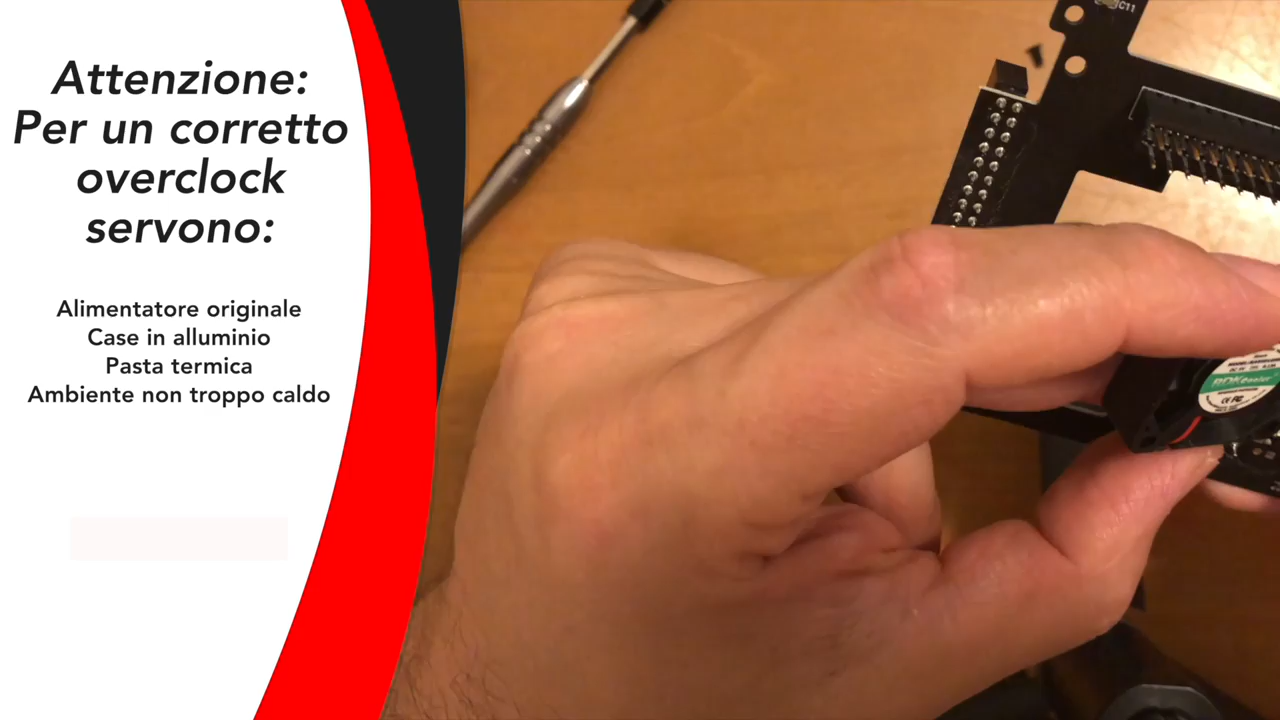 Attenzione:
Per un corretto
overclock
servono:
Alimentatore originale
Case in alluminio
Pasta termica
Ambiente non troppo caldo
C11